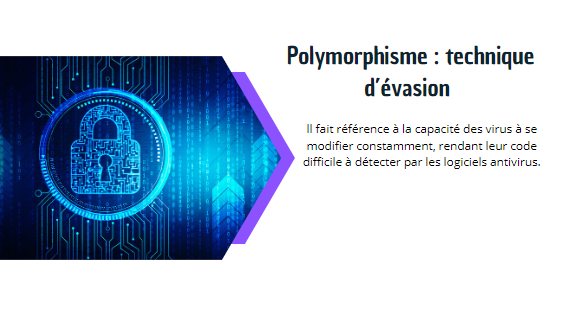 Polymorphisme : technique
d'évasion
Il fait référence à la capacité des virus à se
modifier constamment, rendant leur code
difficile à détecter par les logiciels antivirus.